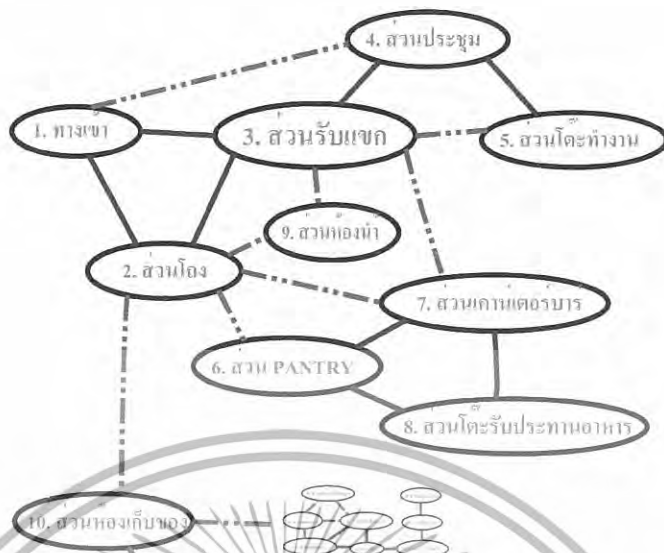 4. ส่วนประชุม
1. ทางเข้า
3. ส่วนรับแขก
5. ส่วนโต๊ะทำงาน
9. ส่วนห้องน้ำ
2. ส่วนโถง
7. ส่วนเคาน์เตอร์บาร์
6. ส่วน PANTRY
8. ส่วนโต๊ะรับประทานอาหาร
10. ส่วนห้องเก็บของ